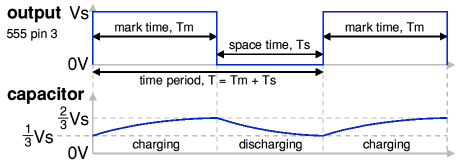 output
Vs
555 pin 3
mark time, Tm
space time, Ts
mark time, Tm
0V
time period, T = Tm + Ts
capacitor
2/3Vs
1/3Vs
charging
discharging
charging
0V